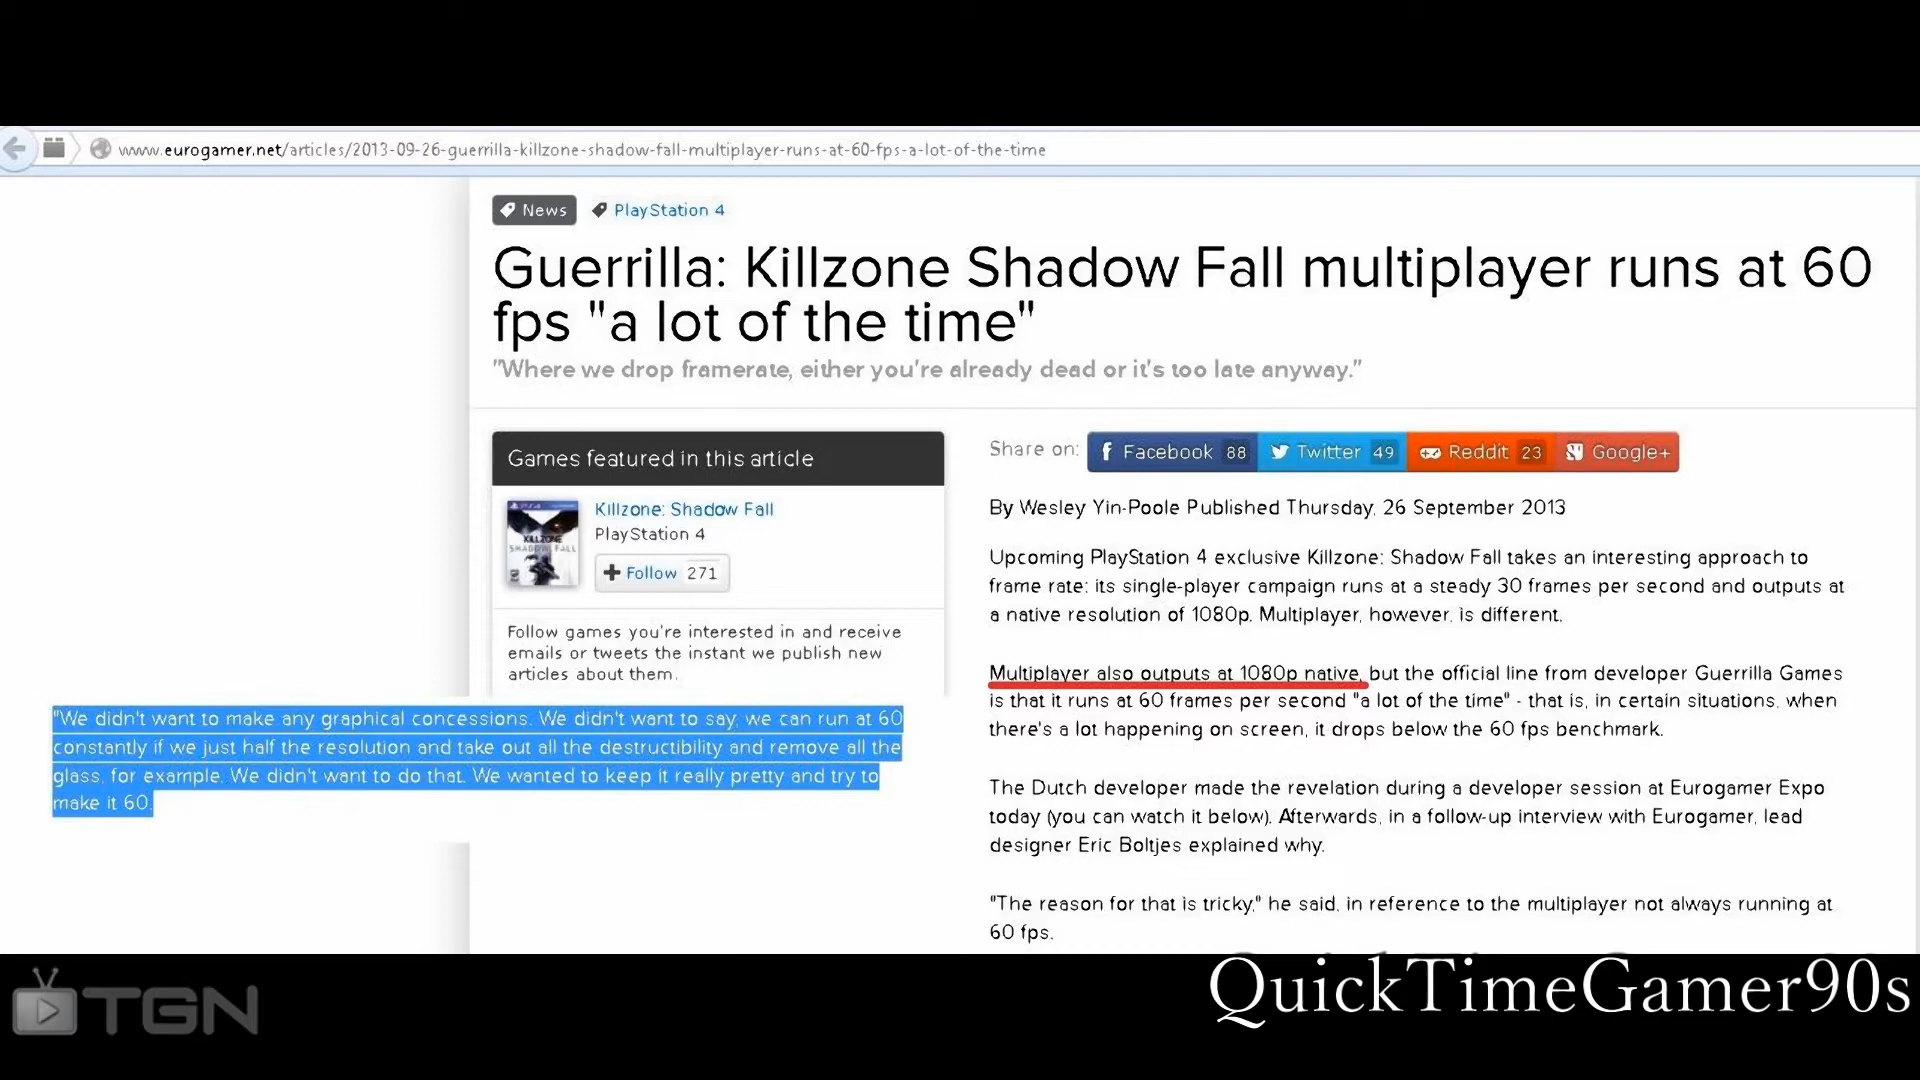 www.eurogamer.net/articles/2013-09-26-guerrilla-killzone-shadow-fall-multiplayer-runs-at-60-fps-a-lot-of-the-time
News PlayStation 4
Guerrilla: Killzone Shadow Fall multiplayer runs at 60
fps "a lot of the time"
"Where we drop framerate, either you're already dead or it's too late anyway."
Games featured in this article
KILLZONE
SHADOW FALL
Killzone: Shadow Fall
PlayStation 4
+ Follow 271
Follow games you're interested in and receive
emails or tweets the instant we publish new
articles about them.
"We didn't want to make any graphical concessions. We didn't want to say, we can run at 60
constantly if we just half the resolution and take out all the destructibility and remove all the
glass, for example. We didn't want to do that. We wanted to keep it really pretty and try to
make it 60.
Share on: Facebook 88 Twitter 49 Reddit 23 Google+
By Wesley Yin-Poole Published Thursday, 26 September 2013
Upcoming PlayStation 4 exclusive Killzone: Shadow Fall takes an interesting approach to
frame rate: its single-player campaign runs at a steady 30 frames per second and outputs at
a native resolution of 1080p. Multiplayer, however, is different.
Multiplayer also outputs at 1080p native, but the official line from developer Guerrilla Games
is that it runs at 60 frames per second "a lot of the time" - that is, in certain situations, when
there's a lot happening on screen, it drops below the 60 fps benchmark.
The Dutch developer made the revelation during a developer session at Eurogamer Expo
today (you can watch it below). Afterwards, in a follow-up interview with Eurogamer, lead
designer Eric Boltjes explained why.
"The reason for that is tricky," he said, in reference to the multiplayer not always running at
60 fps.
TGN
QuickTimeGamer90s